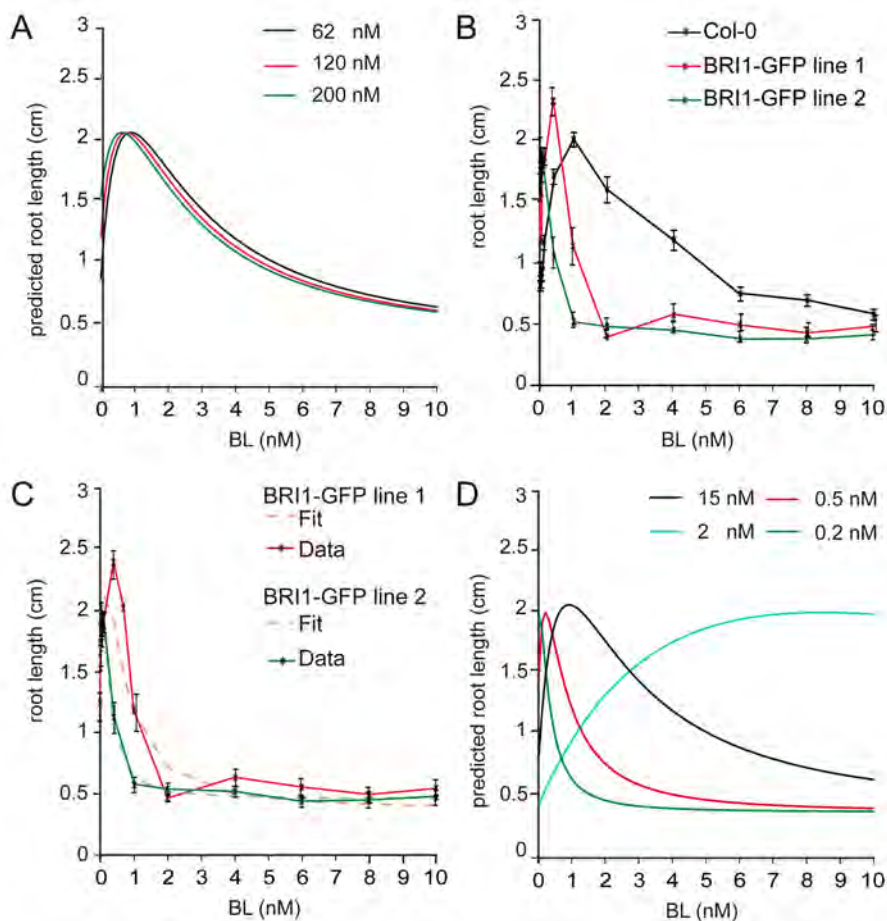 A
62 nM
120 nM
200 nM
predicted root length (cm)
3
2.5
2
1.5
1
0.5
0
0 1 2 3 4 5 6 7 8 9 10
BL (nM)
B
Col-0
BRI1-GFP line 1
BRI1-GFP line 2
root length (cm)
3
2.5
2
1.5
1
0.5
0
0 1 2 3 4 5 6 7 8 9 10
BL (nM)
C
BRI1-GFP line 1
Fit
Data
BRI1-GFP line 2
Fit
Data
root length (cm)
3
2.5
2
1.5
1
0.5
0
0 1 2 3 4 5 6 7 8 9 10
BL (nM)
D
15 nM 0.5 nM
2 nM 0.2 nM
predicted root length (cm)
3
2.5
2
1.5
1
0.5
0
0 1 2 3 4 5 6 7 8 9 10
BL (nM)